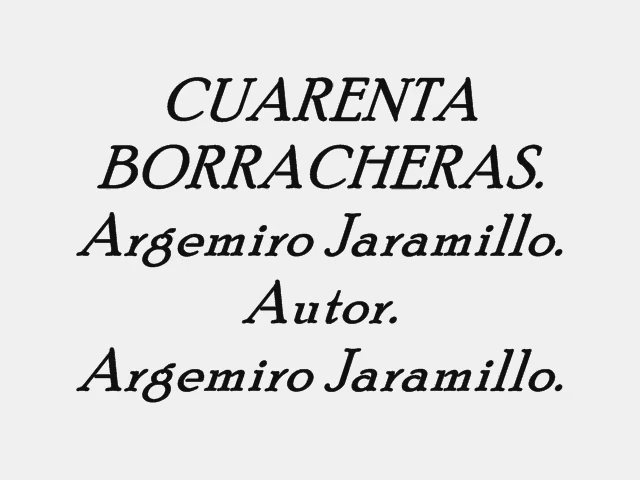 CUARENTA
BORRACHERAS.
Argemiro Jaramillo.
Autor.
Argemiro Jaramillo.